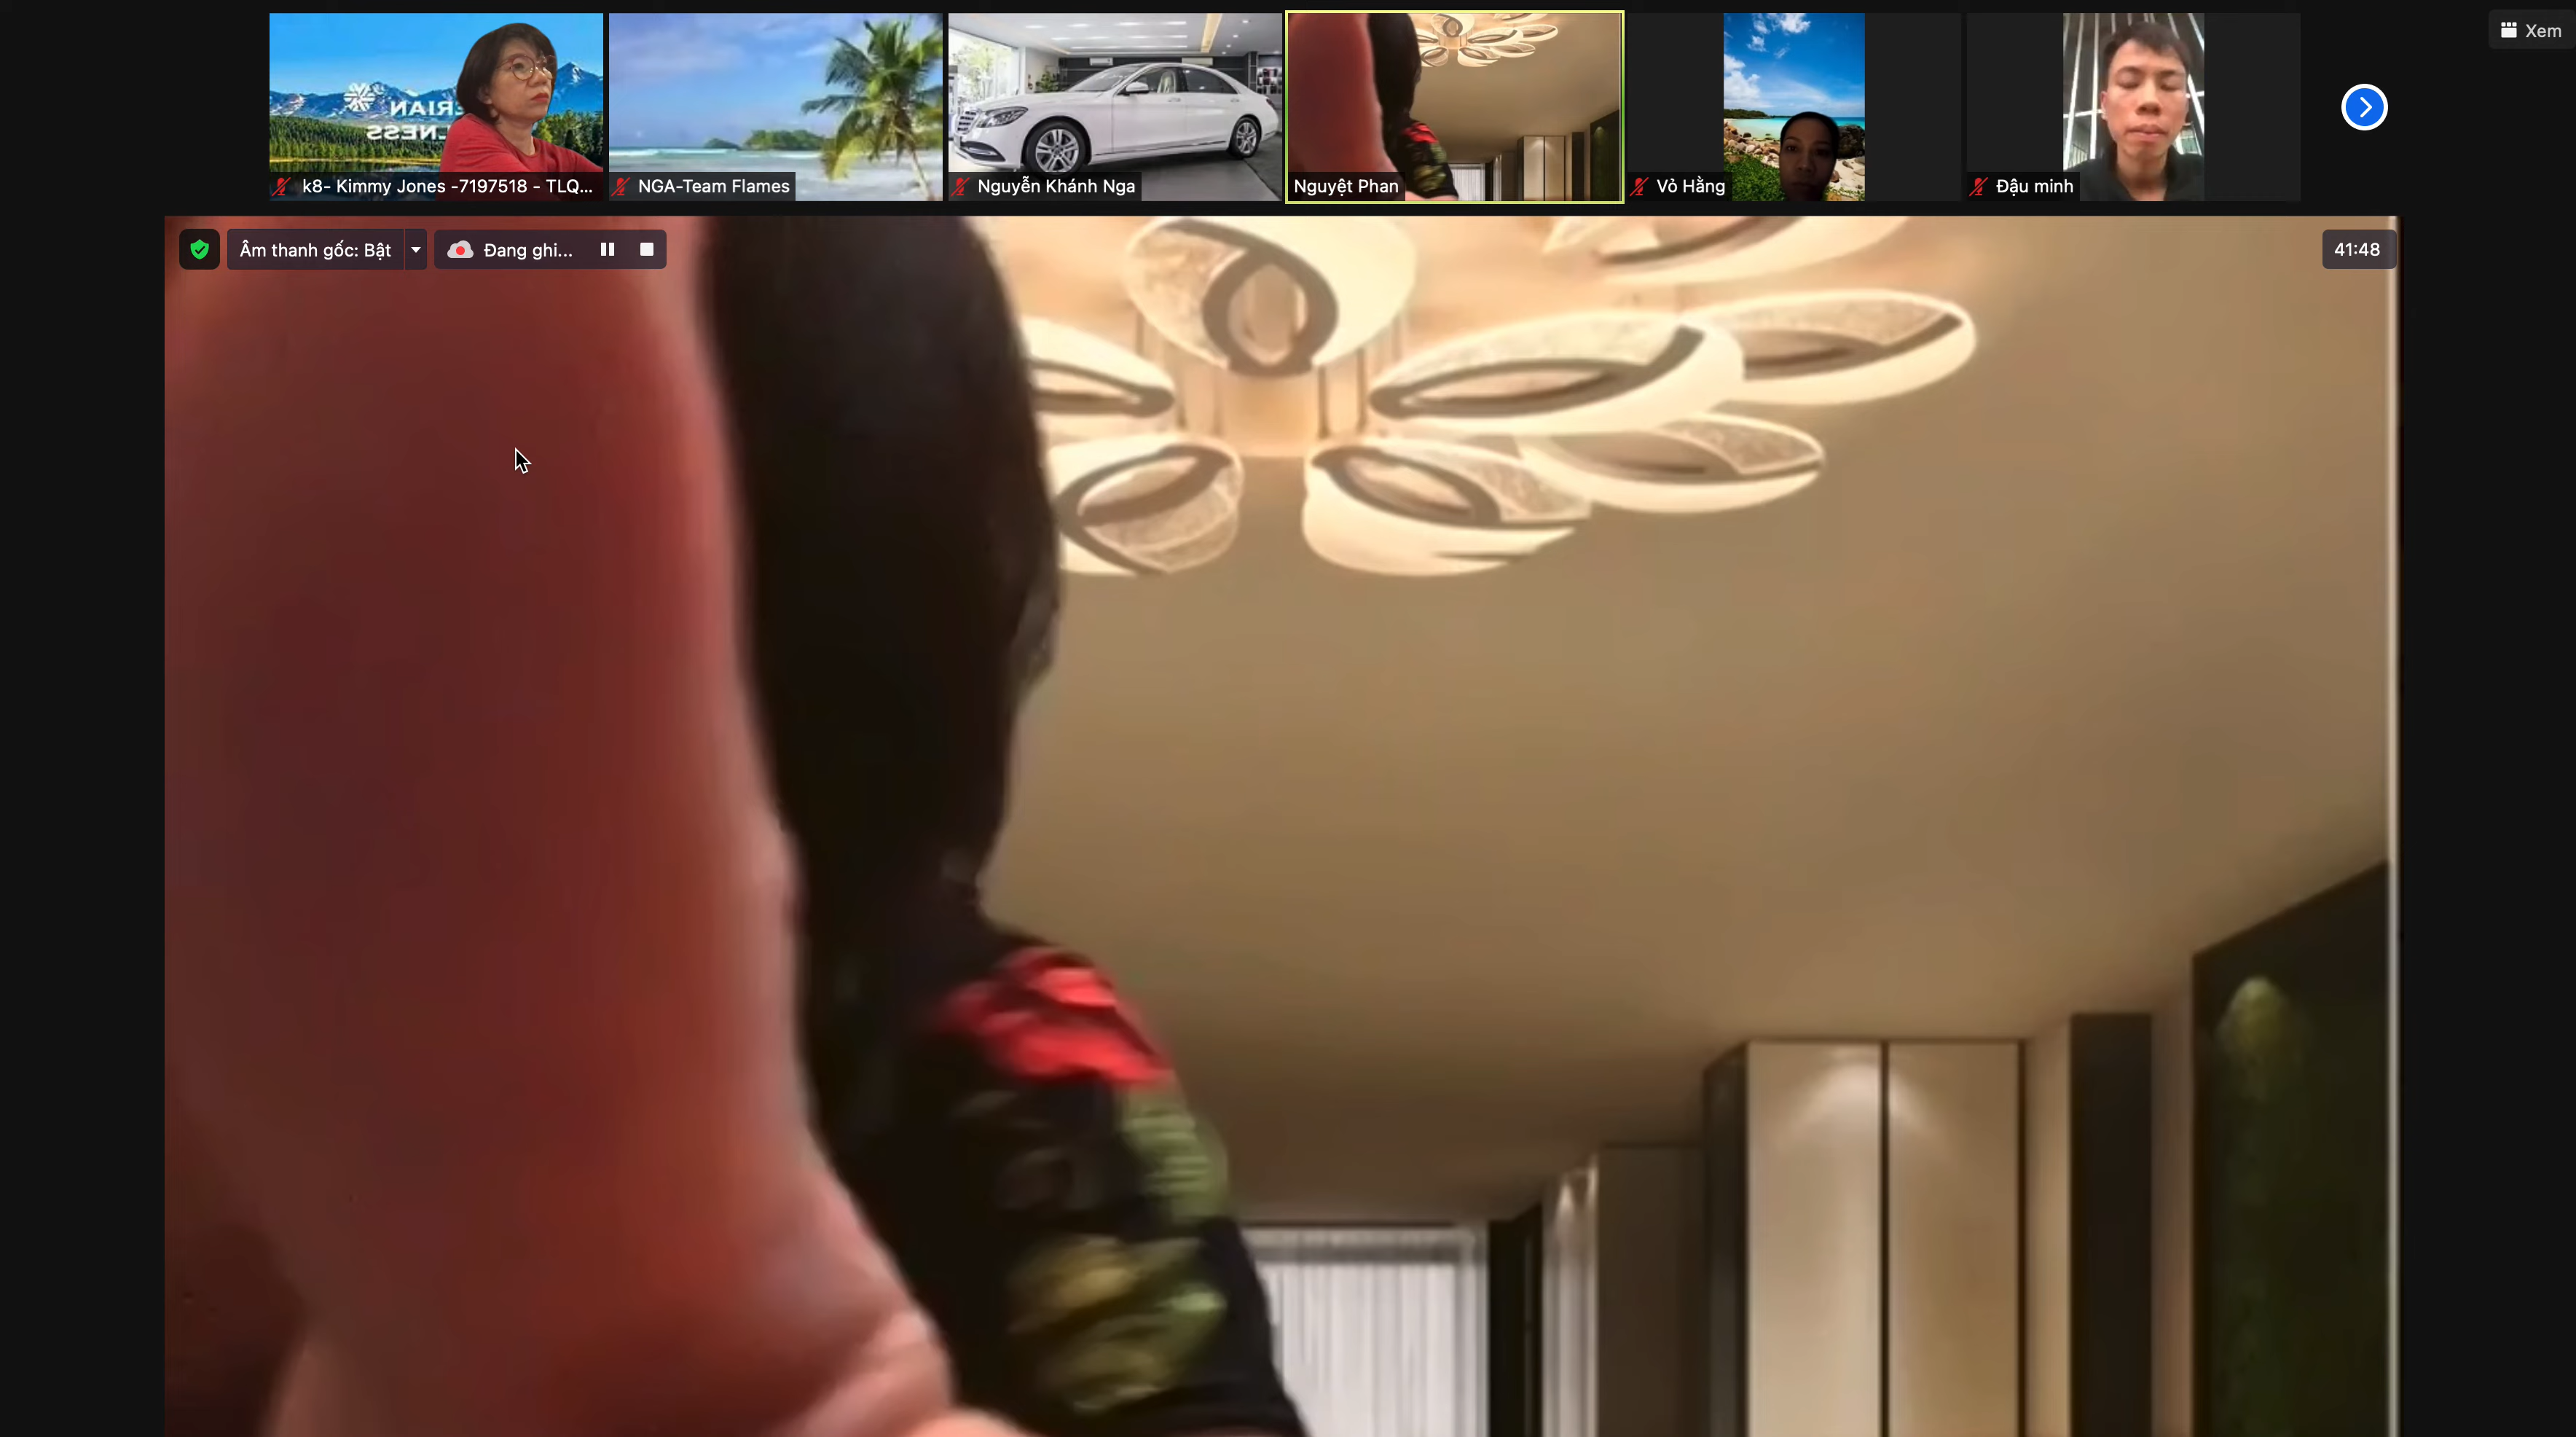 k8- Kimmy Jones -7197518 - TLQ...
NGA-Team Flames
Nguyễn Khánh Nga
Nguyệt Phan
Vỏ Hằng
Đậu minh
Xem
Âm thanh gốc: Bật
Đang ghi...
41:48